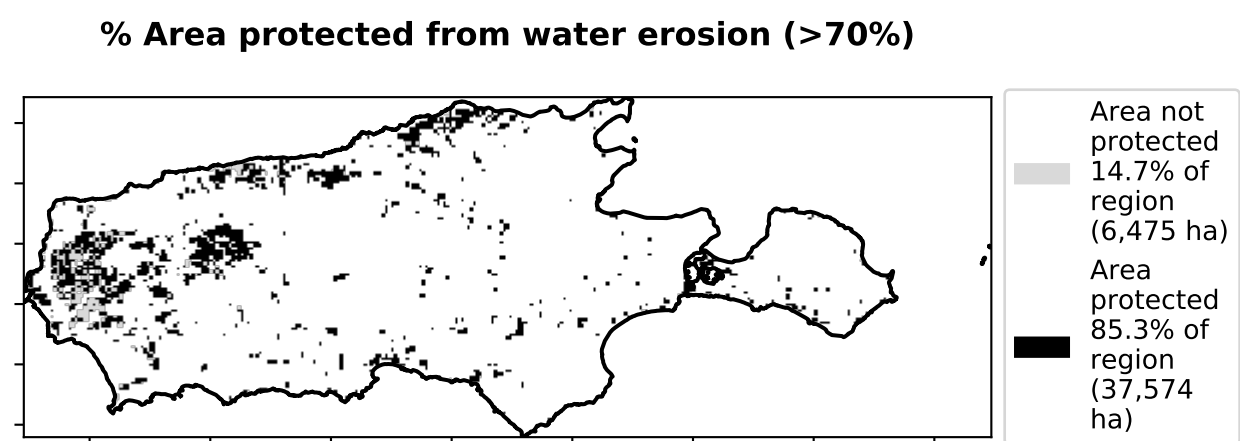 % Area protected from water erosion (>70%)
Area not
protected
14.7% of
region
(6,475 ha)
Area
protected
85.3% of
region
(37,574
ha)